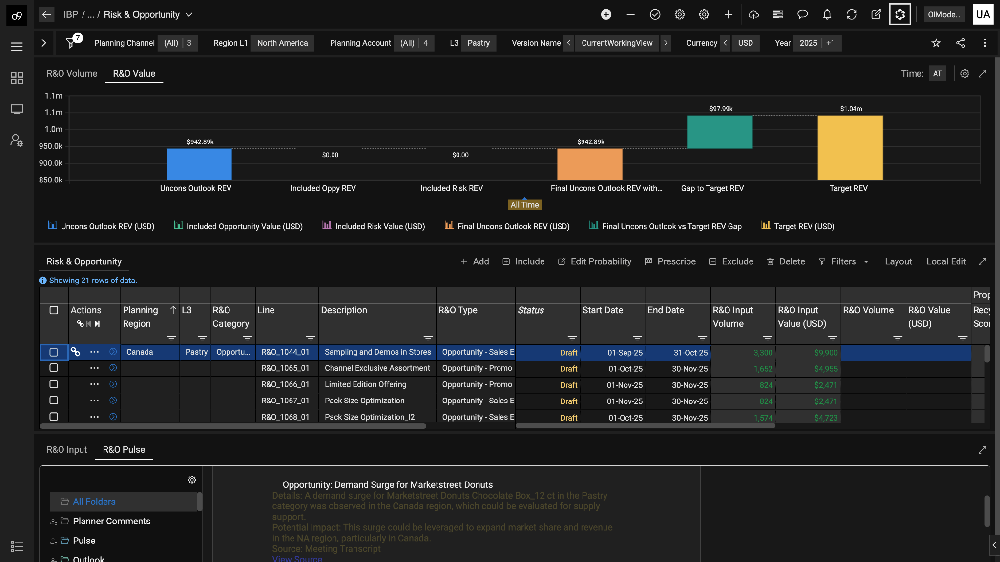 o9
IBP / ... / Risk & Opportunity
OIMode...
UA
7
Planning Channel (All) 3
Region L1 North America
Planning Account (All) 4
L3 Pastry
Version Name < CurrentWorkingView >
Currency < USD
Year 2025 +1
R&O Volume
R&O Value
Time: AT
1.1m
1.1m
1.0m
950.0k
900.0k
850.0k
$942.89k
$0.00
$0.00
$942.89k
$97.99k
$1.04m
Uncons Outlook REV
Included Oppy REV
Included Risk REV
Final Uncons Outlook REV with...
Gap to Target REV
Target REV
All Time
Uncons Outlook REV (USD)
Included Opportunity Value (USD)
Included Risk Value (USD)
Final Uncons Outlook REV (USD)
Final Uncons Outlook vs Target REV Gap
Target REV (USD)
Risk & Opportunity
+ Add
Include
Edit Probability
Prescribe
Exclude
Delete
Filters
Layout
Local Edit
Showing 21 rows of data.
Prop
Actions
Planning Region
L3
R&O Category
Line
Description
R&O Type
Status
Start Date
End Date
R&O Input Volume
R&O Input Value (USD)
R&O Volume
R&O Value (USD)
Recy Scor
Canada Pastry Opportu... R&O_1044_01 Sampling and Demos in Stores Opportunity - Sales E Draft 01-Sep-25 31-Oct-25 3,300 $9,900
R&O_1065_01 Channel Exclusive Assortment Opportunity - Promo Draft 01-Oct-25 30-Nov-25 1,652 $4,955
R&O_1066_01 Limited Edition Offering Opportunity - Promo Draft 01-Nov-25 30-Nov-25 824 $2,471
R&O_1067_01 Pack Size Optimization Opportunity - Sales E Draft 01-Nov-25 30-Nov-25 824 $2,471
R&O_1068_01 Pack Size Optimization_I2 Opportunity - Sales E Draft 01-Oct-25 30-Nov-25 1,574 $4,723
R&O Input
R&O Pulse
All Folders
Planner Comments
Pulse
Outlook
Opportunity: Demand Surge for Marketstreet Donuts
Details: A demand surge for Marketstreet Donuts Chocolate Box_12 ct in the Pastry
category was observed in the Canada region, which could be evaluated for supply
support.
Potential Impact: This surge could be leveraged to expand market share and revenue
in the NA region, particularly in Canada.
Source: Meeting Transcript
View Source